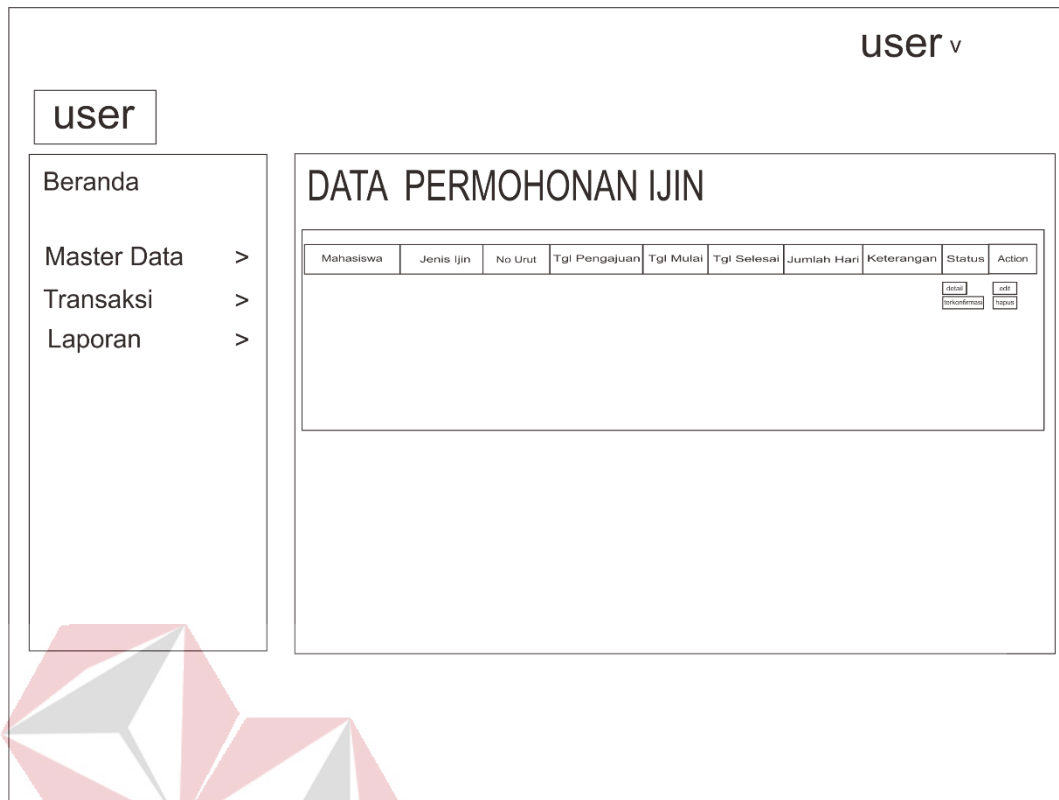 user v
user
Beranda
Master Data >
Transaksi >
Laporan >
DATA PERMOHONAN IJIN
Mahasiswa Jenis Ijin No Urut Tgl Pengajuan Tgl Mulai Tgl Selesai Jumlah Hari Keterangan Status Action
detail edit
terkonfirmasi hapus